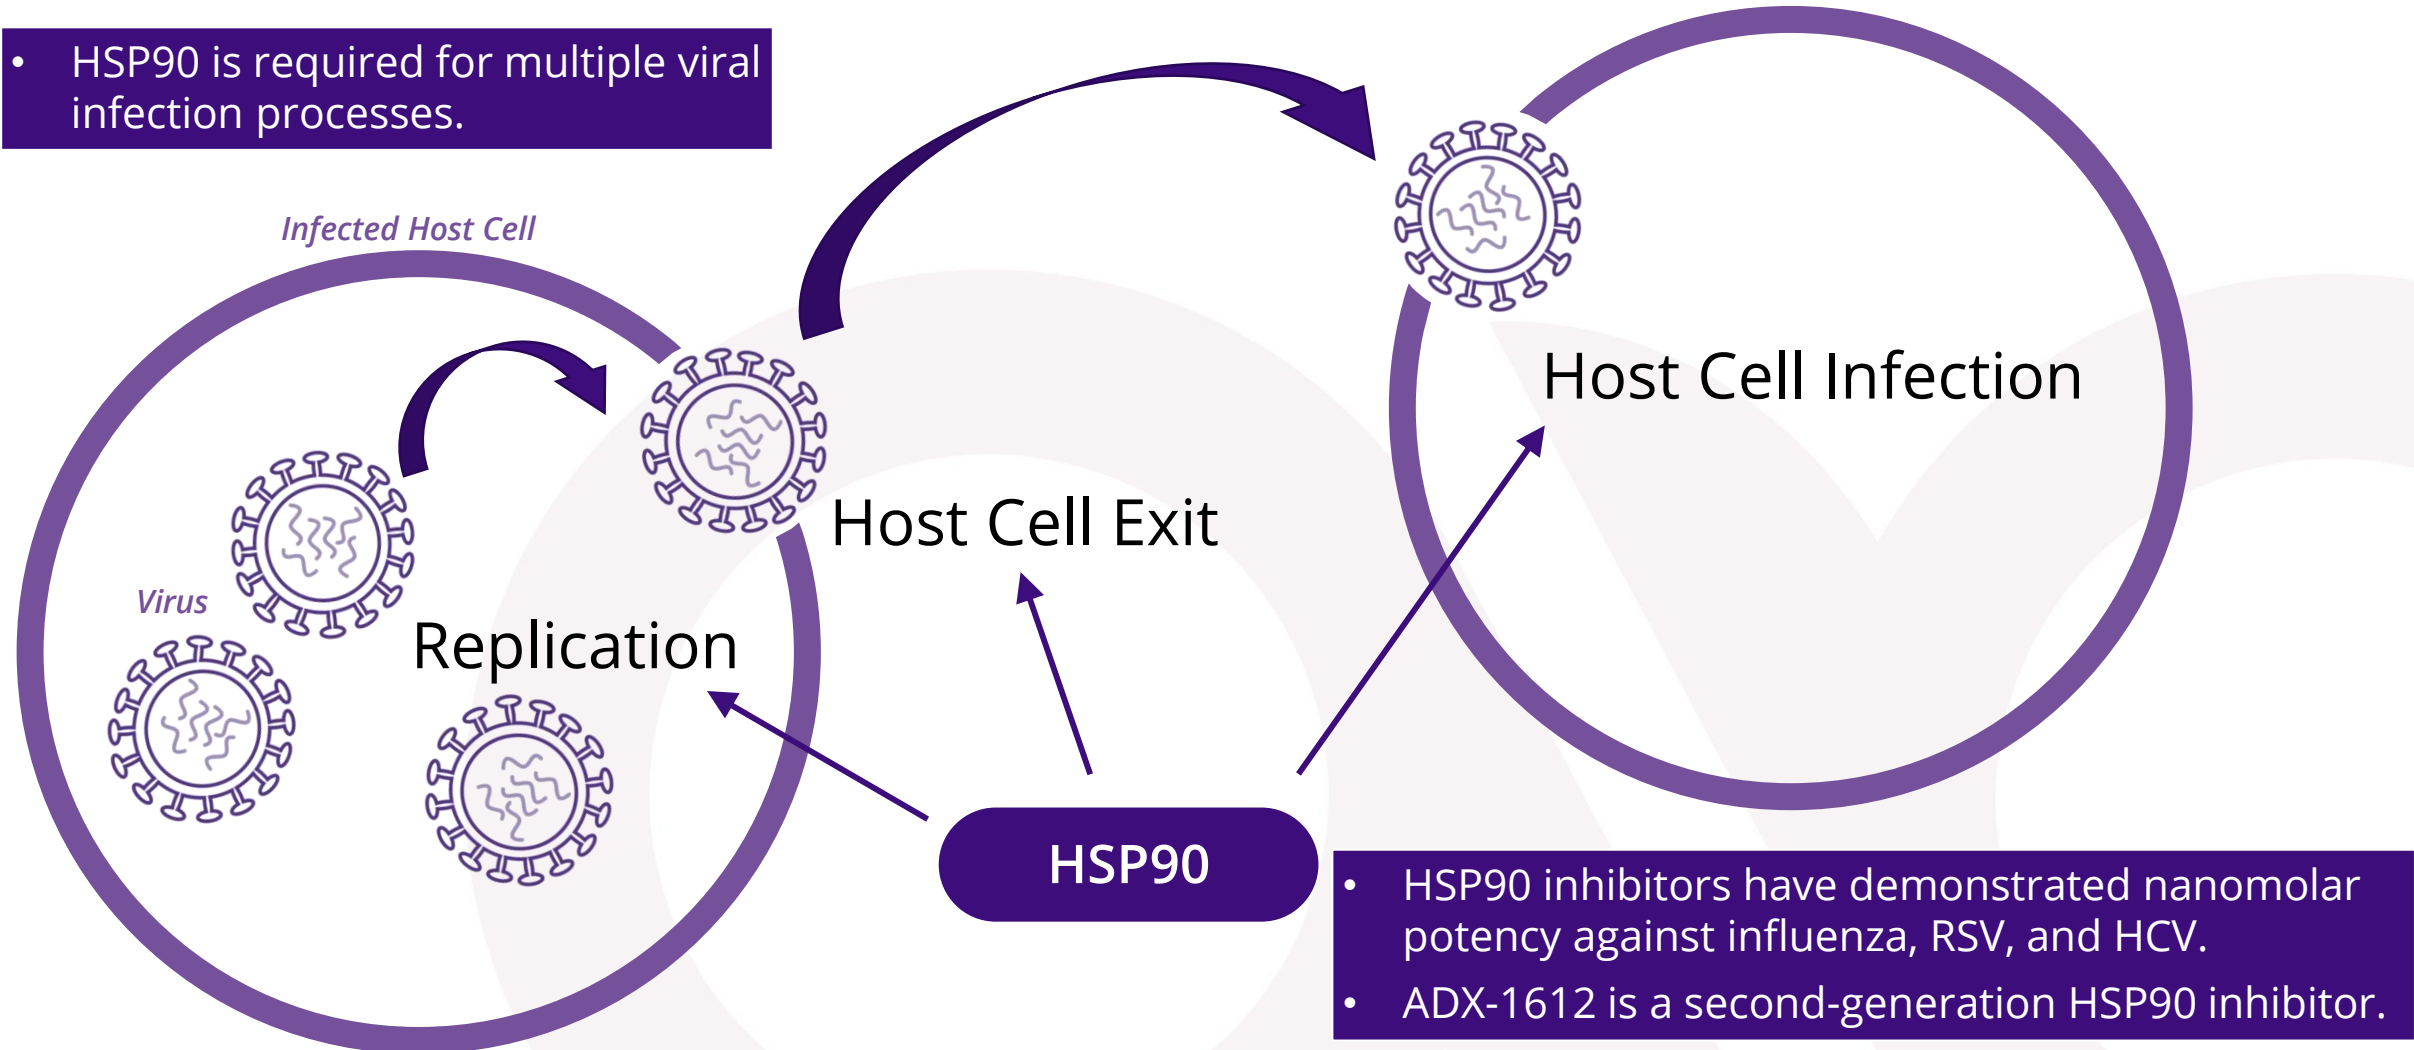 • HSP90 is required for multiple viral
infection processes.
Infected Host Cell
Host Cell Infection
Host Cell Exit
Virus
Replication
HSP90
• HSP90 inhibitors have demonstrated nanomolar
potency against influenza, RSV, and HCV.
• ADX-1612 is a second-generation HSP90 inhibitor.